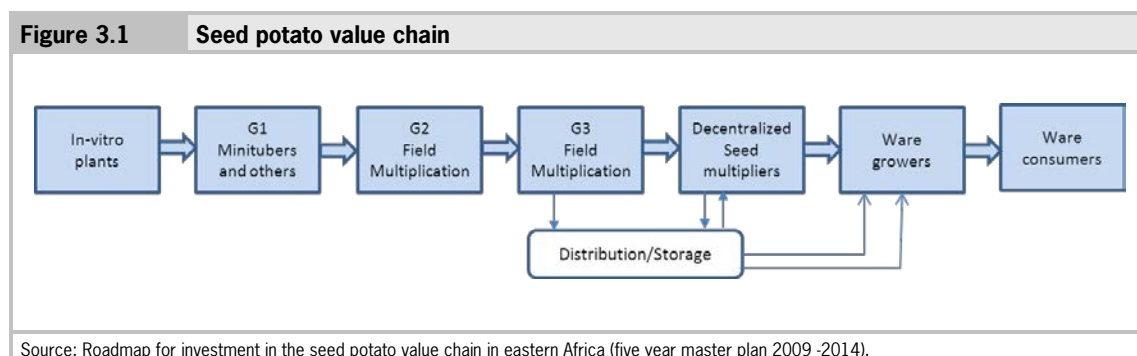 Figure 3.1 Seed potato value chain
In-vitro
plants
G1
Minitubers
and others
G2
Field
Multiplication
G3
Field
Multiplication
Decentralized
Seed
multipliers
Ware
growers
Ware
consumers
Distribution/Storage
Source: Roadmap for investment in the seed potato value chain in eastern Africa (five year master plan 2009 -2014).